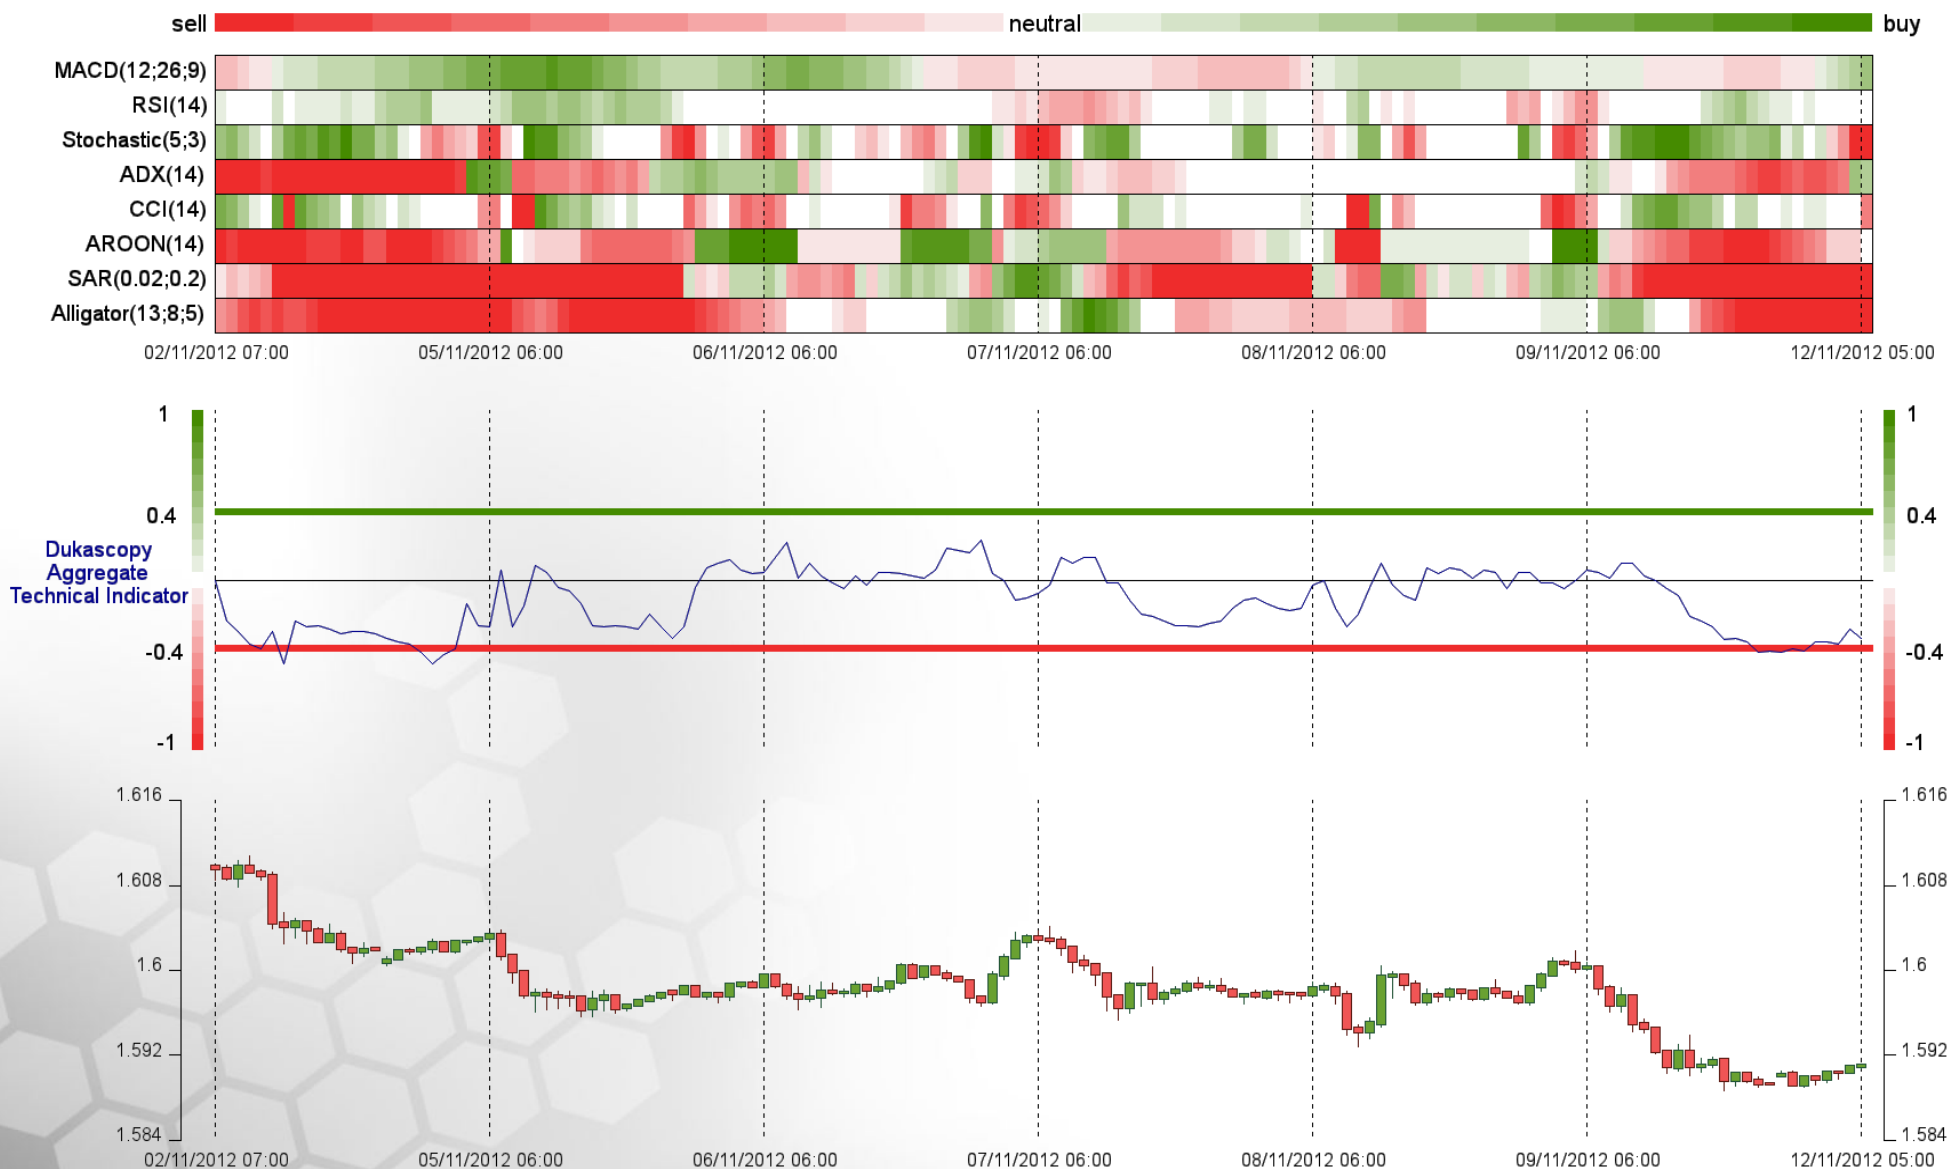 sell neutral buy
MACD(12;26;9)
RSI(14)
Stochastic(5;3)
ADX(14)
CCI(14)
AROON(14)
SAR(0.02;0.2)
Alligator(13;8;5)
02/11/2012 07:00 05/11/2012 06:00 06/11/2012 06:00 07/11/2012 06:00 08/11/2012 06:00 09/11/2012 06:00 12/11/2012 05:00
1 1
0.4 0.4
Dukascopy
Aggregate
Technical Indicator
-0.4 -0.4
-1 -1
1.616 1.616
1.608 1.608
1.6 1.6
1.592 1.592
1.584 1.584
02/11/2012 07:00 05/11/2012 06:00 06/11/2012 06:00 07/11/2012 06:00 08/11/2012 06:00 09/11/2012 06:00 12/11/2012 05:00